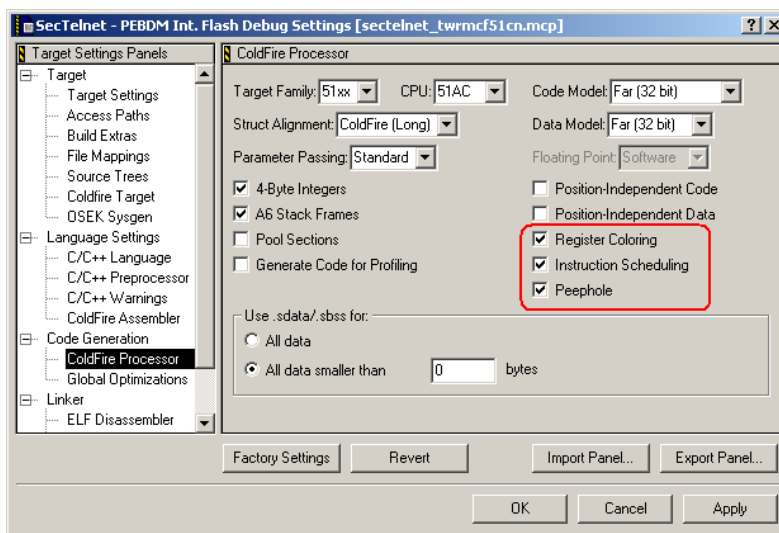 SecTelnet - PEBDM Int. Flash Debug Settings [sectelnet_twrmcf51cn.mcp]
Target Settings Panels
Target
Target Settings
Access Paths
Build Extras
File Mappings
Source Trees
Coldfire Target
OSEK Sysgen
Language Settings
C/C++ Language
C/C++ Preprocessor
C/C++ Warnings
ColdFire Assembler
Code Generation
ColdFire Processor
Global Optimizations
Linker
ELF Disassembler
ColdFire Processor
Target Family: 51xx CPU: 51AC Code Model: Far (32 bit)
Struct Alignment: ColdFire (Long) Data Model: Far (32 bit)
Parameter Passing: Standard Floating Point: Software
4-Byte Integers Position-Independent Code
A6 Stack Frames Position-Independent Data
Pool Sections Register Coloring
Generate Code for Profiling Instruction Scheduling
Peephole
Use .sdata/.sbss for:
All data
All data smaller than 0 bytes
Factory Settings Revert Import Panel... Export Panel...
OK Cancel Apply